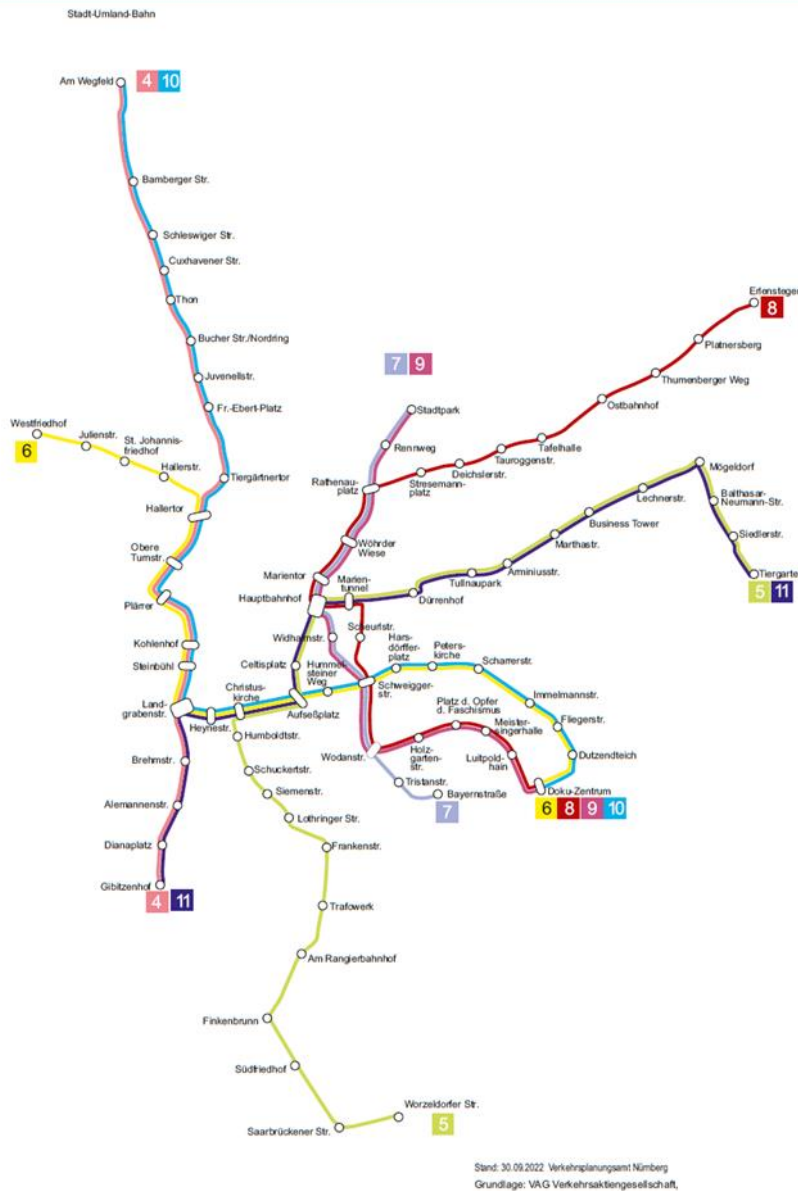 Stadt-Umland-Bahn
Am Wegfeld
4 10
Bamberger Str.
Schleswiger Str.
Cuxhavener Str.
Thon
Bucher Str./Nordring
Juvenellstr.
Fr.-Ebert-Platz
Tiergärtnertor
Westfriedhof
6
Julienstr.
St. Johannis-
friedhof
Hallerstr.
Hallertor
Obere
Turnstr.
Plärrer
Kohlenhof
Steinbühl
Land-
grabenstr.
Heynestr.
Christus-
kirche
Aufseßplatz
Brehmstr.
Alemannenstr.
Dianaplatz
Gibitzenhof
4 11
7 9
Stadtpark
Rennweg
Rathenau-
platz
Wöhrder
Wiese
Marientor
Hauptbahnhof
Marien-
tunnel
Erlenstegen
8
Platnersberg
Thumenberger Weg
Ostbahnhof
Tafelhalle
Tauroggenstr.
Deichslerstr.
Stresemann-
platz
Mögeldorf
Balthasar-
Neumann-Str.
Siedlerstr.
Tiergarte
5 11
Lechnerstr.
Business Tower
Marthastr.
Arminiusstr.
Tullnaupark
Dürrenhof
Scheurlstr.
Widhalmstr.
Celtisplatz
Hummel-
steiner
Weg
Hars-
dörffer-
platz
Peters-
kirche
Scharrerstr.
Schweigger-
str.
Immelmannstr.
Fliegerstr.
Dutzendteich
Doku-Zentrum
6 8 9 10
Platz d. Opfer
d. Faschismus
Meister-
singerhalle
Luitpold-
hain
Holz-
garten-
str.
Wodanstr.
Tristanstr.
Bayernstraße
7
Humboldtstr.
Schuckertstr.
Siemenstr.
Lothringer Str.
Frankenstr.
Trafowerk
Am Rangierbahnhof
Finkenbrunn
Südfriedhof
Saarbrückener Str.
Worzeldorfer Str.
5
Stand: 30.09.2022 Verkehrsplanungsamt Nürnberg
Grundlage: VAG Verkehrsaktiengesellschaft,